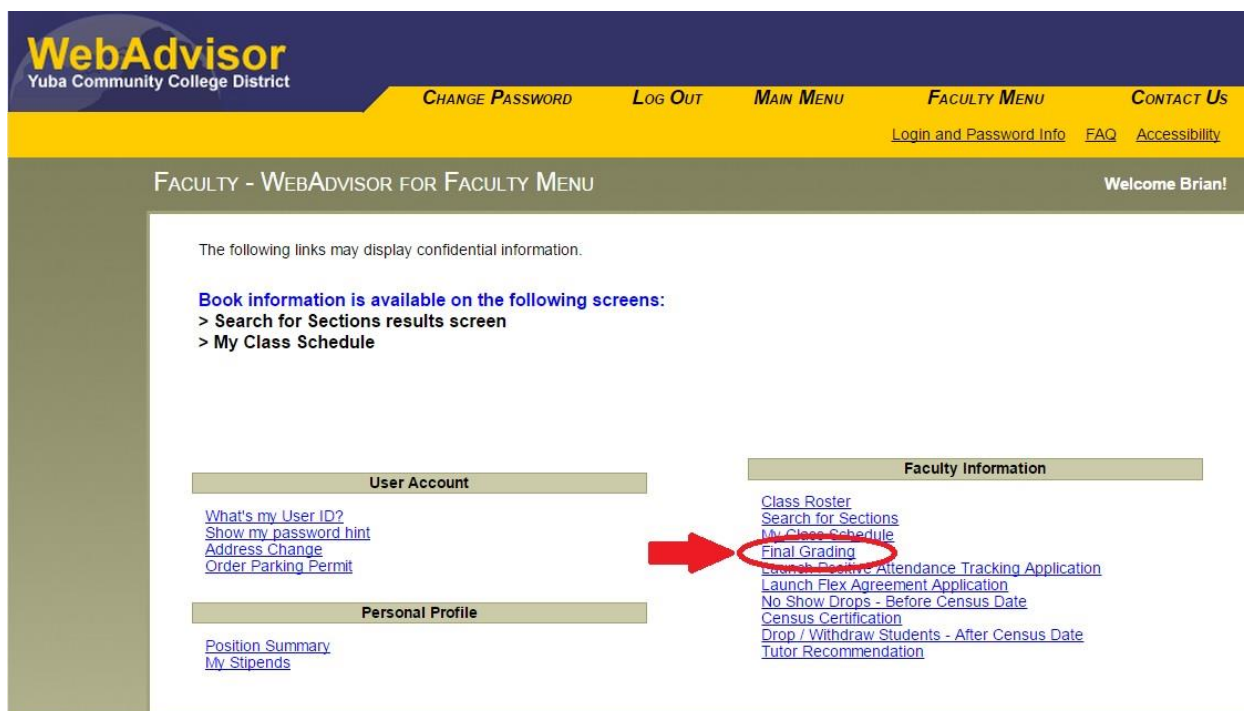 WebAdvisor
Yuba Community College District
CHANGE PASSWORD LOG OUT MAIN MENU FACULTY MENU CONTACT US
Login and Password Info FAQ Accessibility
FACULTY - WEBADVISOR FOR FACULTY MENU Welcome Brian!
The following links may display confidential information.
Book information is available on the following screens:
> Search for Sections results screen
> My Class Schedule
User Account
What's my User ID?
Show my password hint
Address Change
Order Parking Permit
Personal Profile
Position Summary
My Stipends
Faculty Information
Class Roster
Search for Sections
My Class Schedule
Final Grading
Launch Positive Attendance Tracking Application
Launch Flex Agreement Application
No Show Drops - Before Census Date
Census Certification
Drop / Withdraw Students - After Census Date
Tutor Recommendation